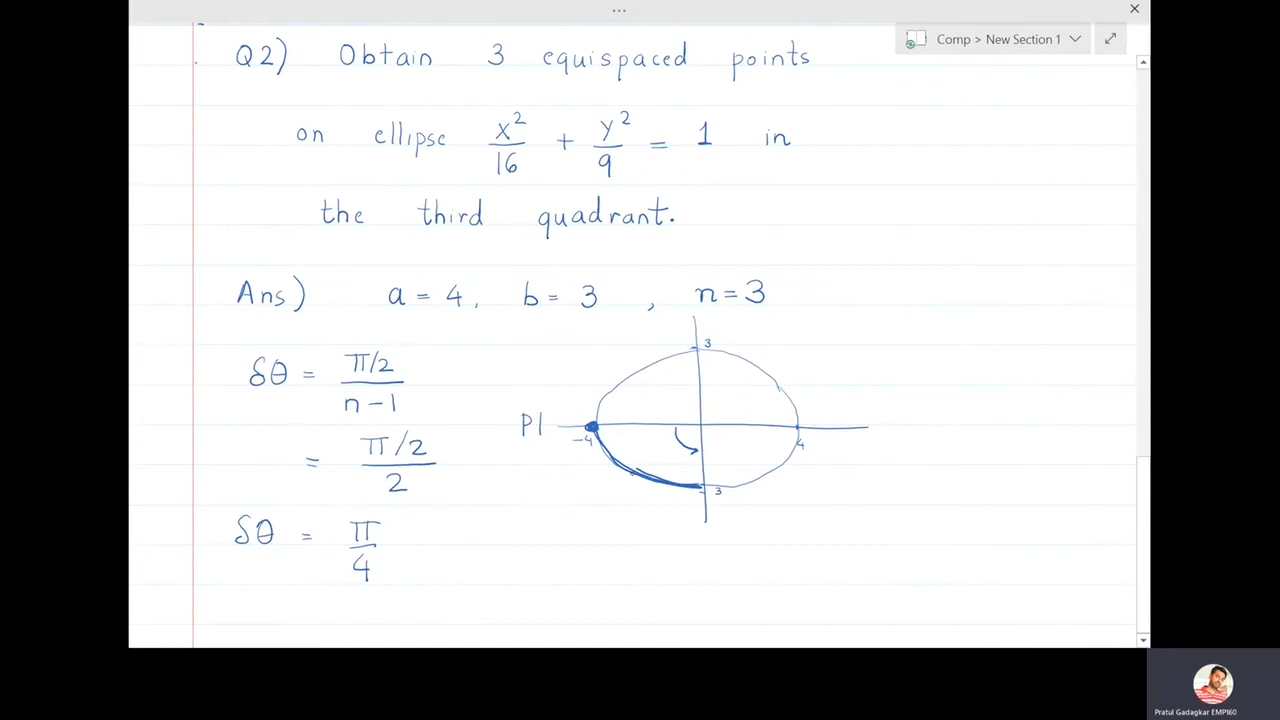 ...
Comp > New Section 1
Q2) Obtain 3 equispaced points
on ellipse x²/16 + y²/9 = 1 in
the third quadrant.
Ans) a = 4, b = 3, n = 3
δθ = π/2 / n-1
= π/2 / 2
δθ = π/4
3
P1
-4
4
3
Pratul Gadagkar EMP160